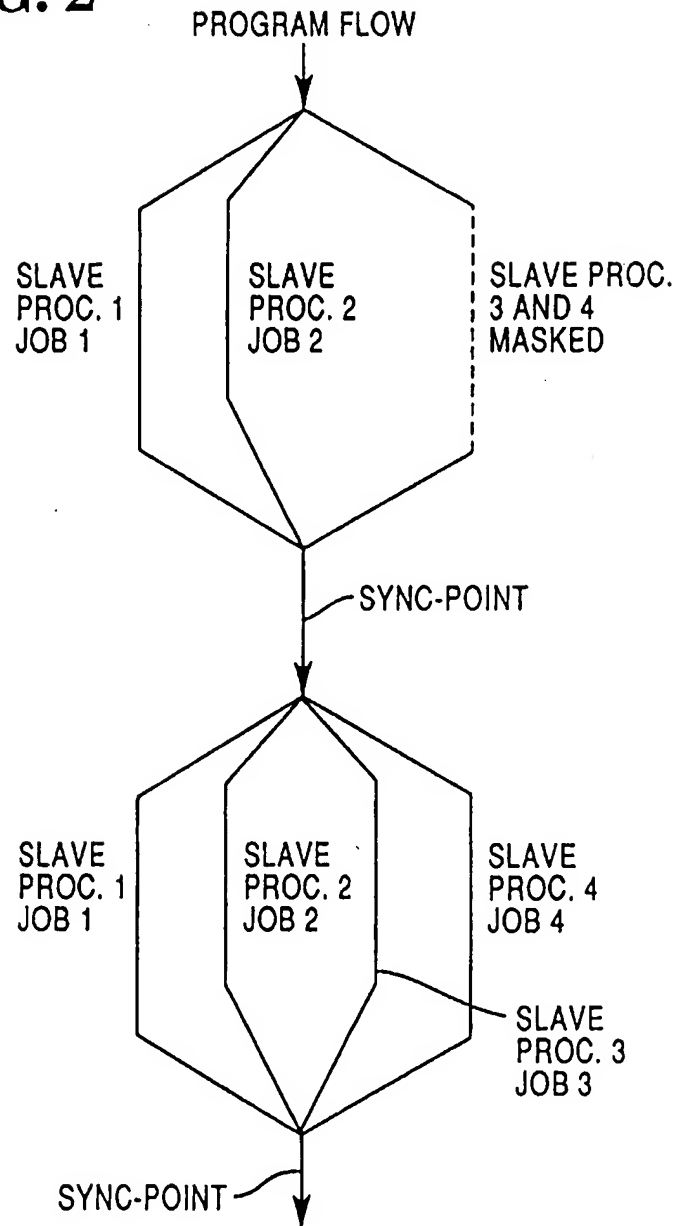 G. 2
PROGRAM FLOW
SLAVE
PROC. 1
JOB 1
SLAVE
PROC. 2
JOB 2
SLAVE PROC.
3 AND 4
MASKED
SYNC-POINT
SLAVE
PROC. 1
JOB 1
SLAVE
PROC. 2
JOB 2
SLAVE
PROC. 4
JOB 4
SLAVE
PROC. 3
JOB 3
SYNC-POINT